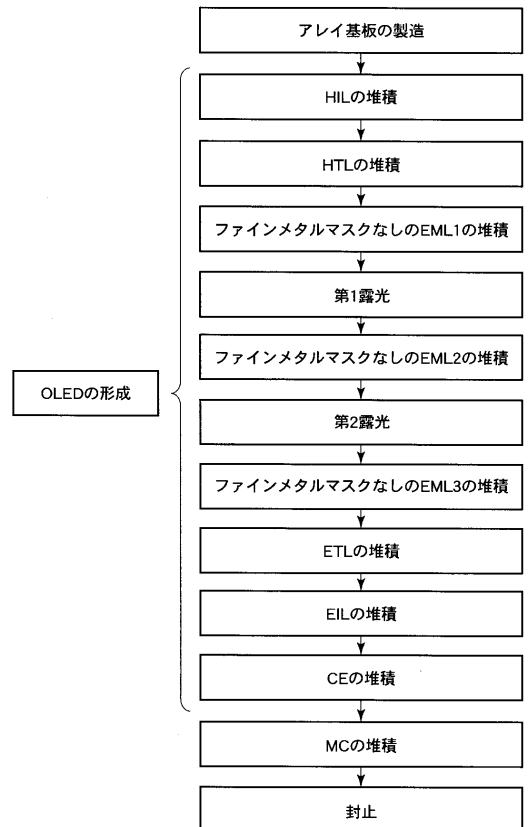 アレイ基板の製造
HILの堆積
HTLの堆積
ファインメタルマスクなしのEML1の堆積
第1露光
ファインメタルマスクなしのEML2の堆積
OLEDの形成
第2露光
ファインメタルマスクなしのEML3の堆積
ETLの堆積
EILの堆積
CEの堆積
MCの堆積
封止